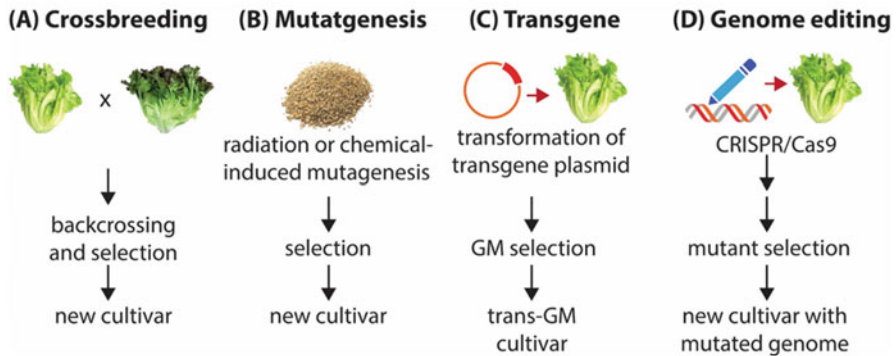 (A) Crossbreeding
x
backcrossing
and selection
new cultivar
(B) Mutatgenesis
radiation or chemical-
induced mutagenesis
selection
new cultivar
(C) Transgene
transformation of
transgene plasmid
GM selection
trans-GM
cultivar
(D) Genome editing
CRISPR/Cas9
mutant selection
new cultivar with
mutated genome